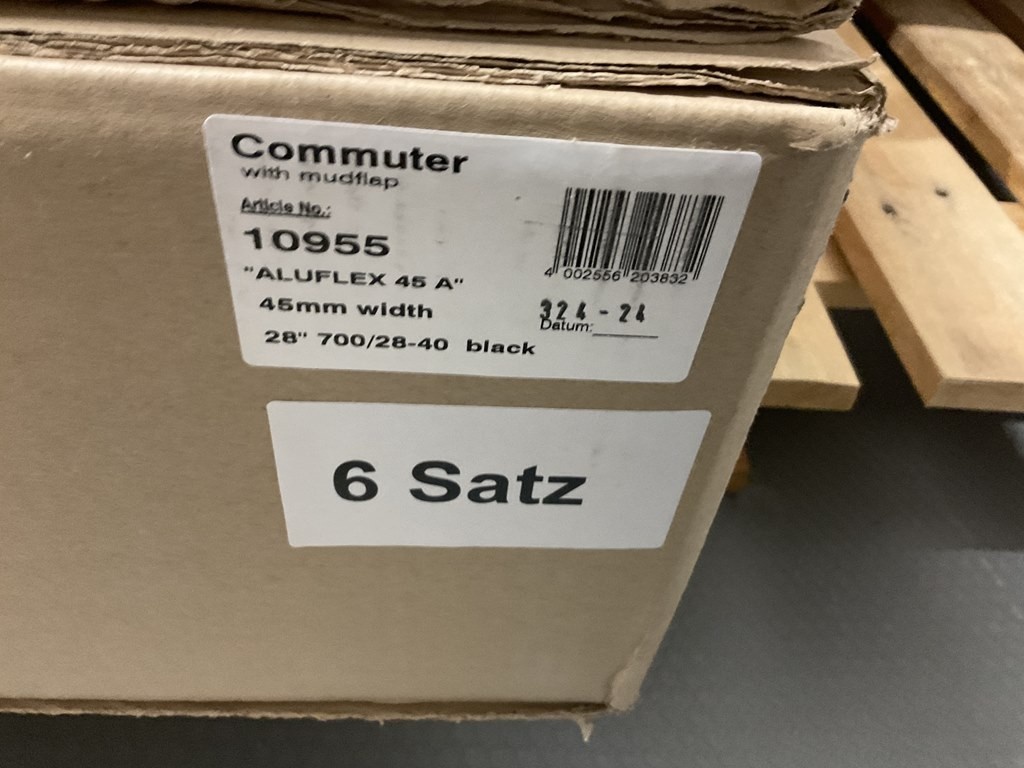 Commuter
with mudflap
Article No.:
10955
"ALUFLEX 45 A"
45mm width
28" 700/28-40 black
4 002556 203832
324 - 24
Datum:______
6 Satz